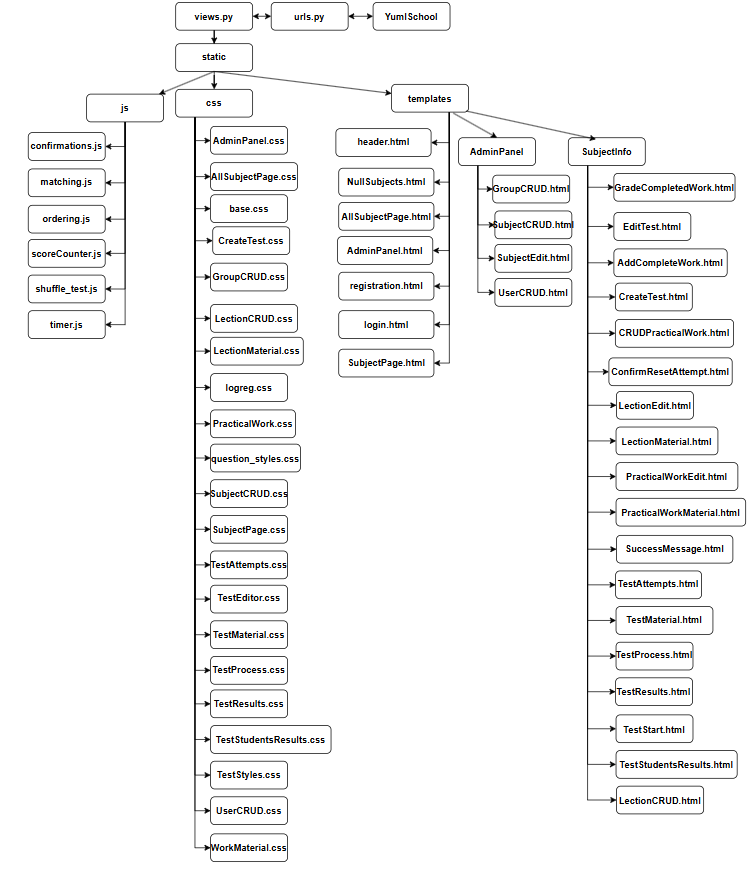 views.py
urls.py
YumlSchool
static
js
css
templates
confirmations.js
matching.js
ordering.js
scoreCounter.js
shuffle_test.js
timer.js
AdminPanel.css
AllSubjectPage.css
base.css
CreateTest.css
GroupCRUD.css
LectionCRUD.css
LectionMaterial.css
logreg.css
PracticalWork.css
question_styles.css
SubjectCRUD.css
SubjectPage.css
TestAttempts.css
TestEditor.css
TestMaterial.css
TestProcess.css
TestResults.css
TestStudentsResults.css
TestStyles.css
UserCRUD.css
WorkMaterial.css
header.html
NullSubjects.html
AllSubjectPage.html
AdminPanel.html
registration.html
login.html
SubjectPage.html
AdminPanel
GroupCRUD.html
SubjectCRUD.html
SubjectEdit.html
UserCRUD.html
SubjectInfo
GradeCompletedWork.html
EditTest.html
AddCompleteWork.html
CreateTest.html
CRUDPracticalWork.html
ConfirmResetAttempt.html
LectionEdit.html
LectionMaterial.html
PracticalWorkEdit.html
PracticalWorkMaterial.html
SuccessMessage.html
TestAttempts.html
TestMaterial.html
TestProcess.html
TestResults.html
TestStart.html
TestStudentsResults.html
LectionCRUD.html